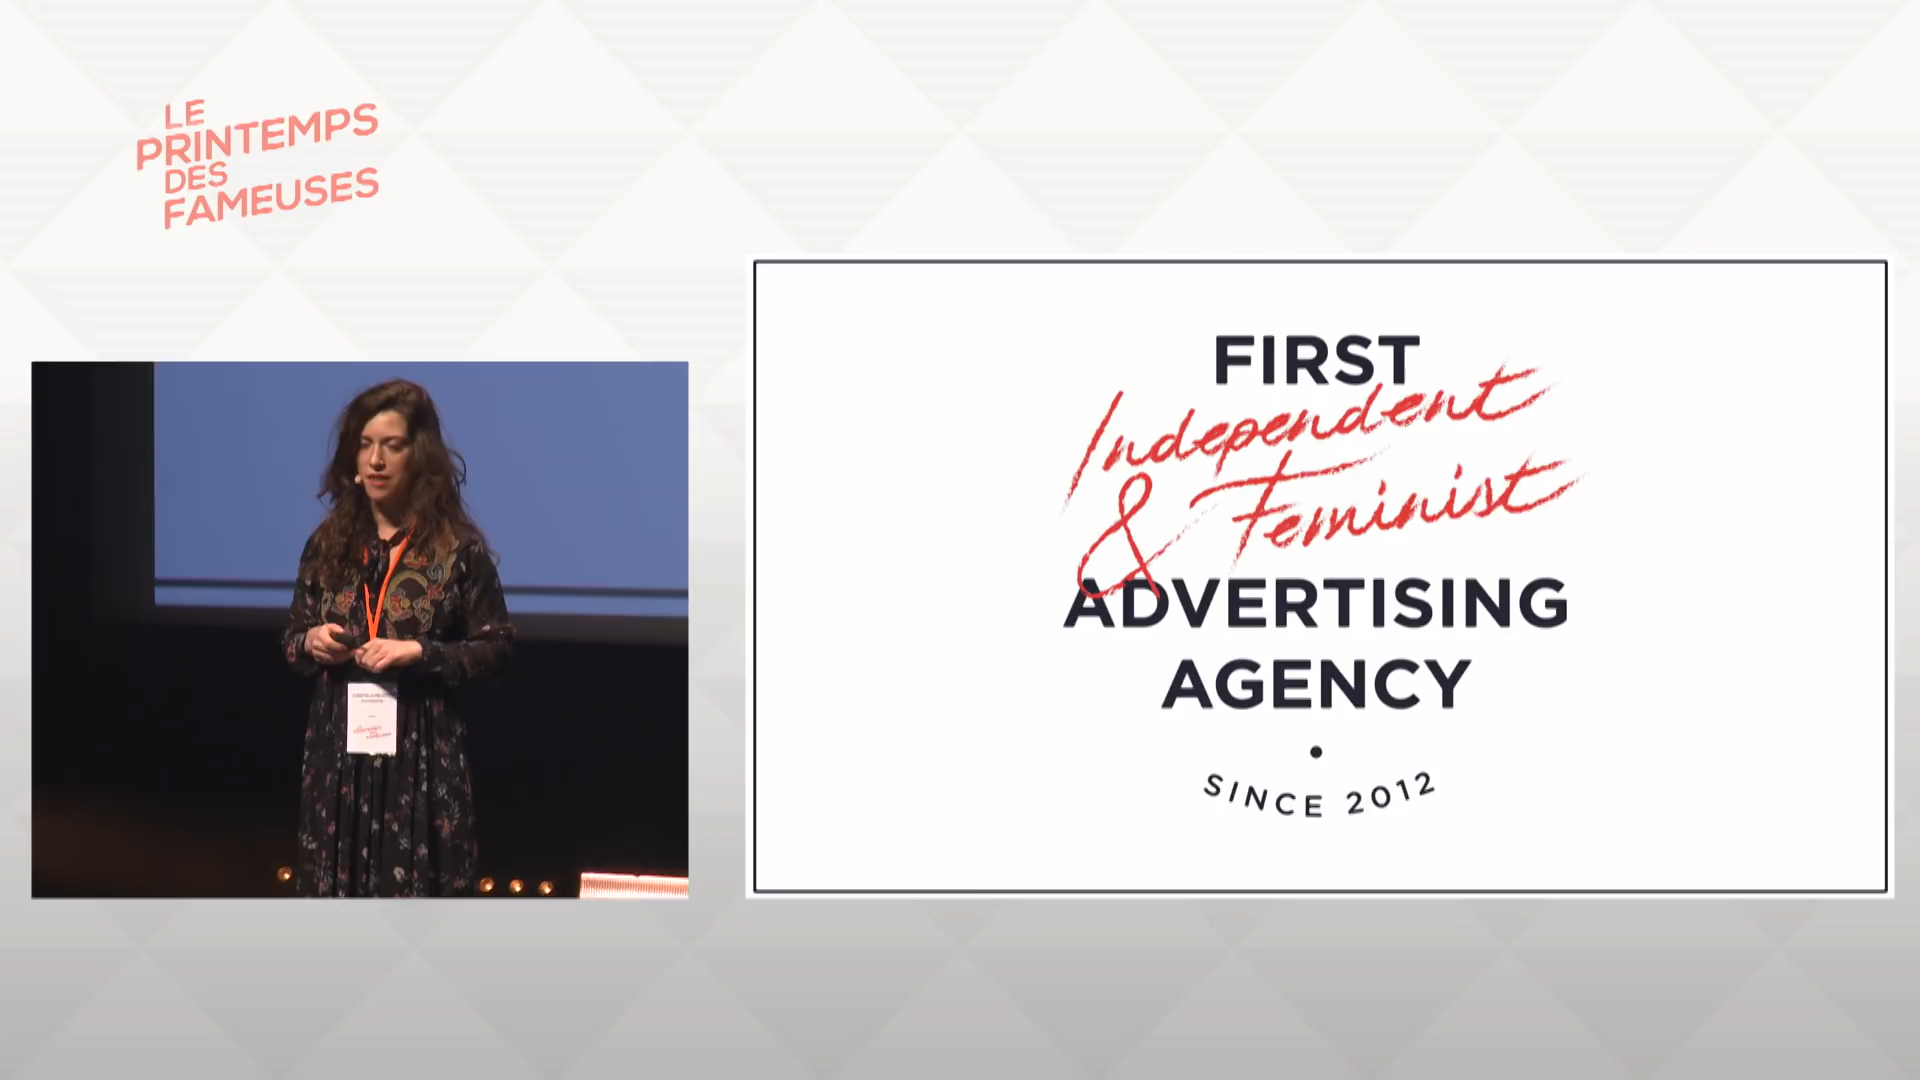 LE
PRINTEMPS
DES
FAMEUSES
FIRST
Independent
& Feminist
ADVERTISING
AGENCY
SINCE 2012